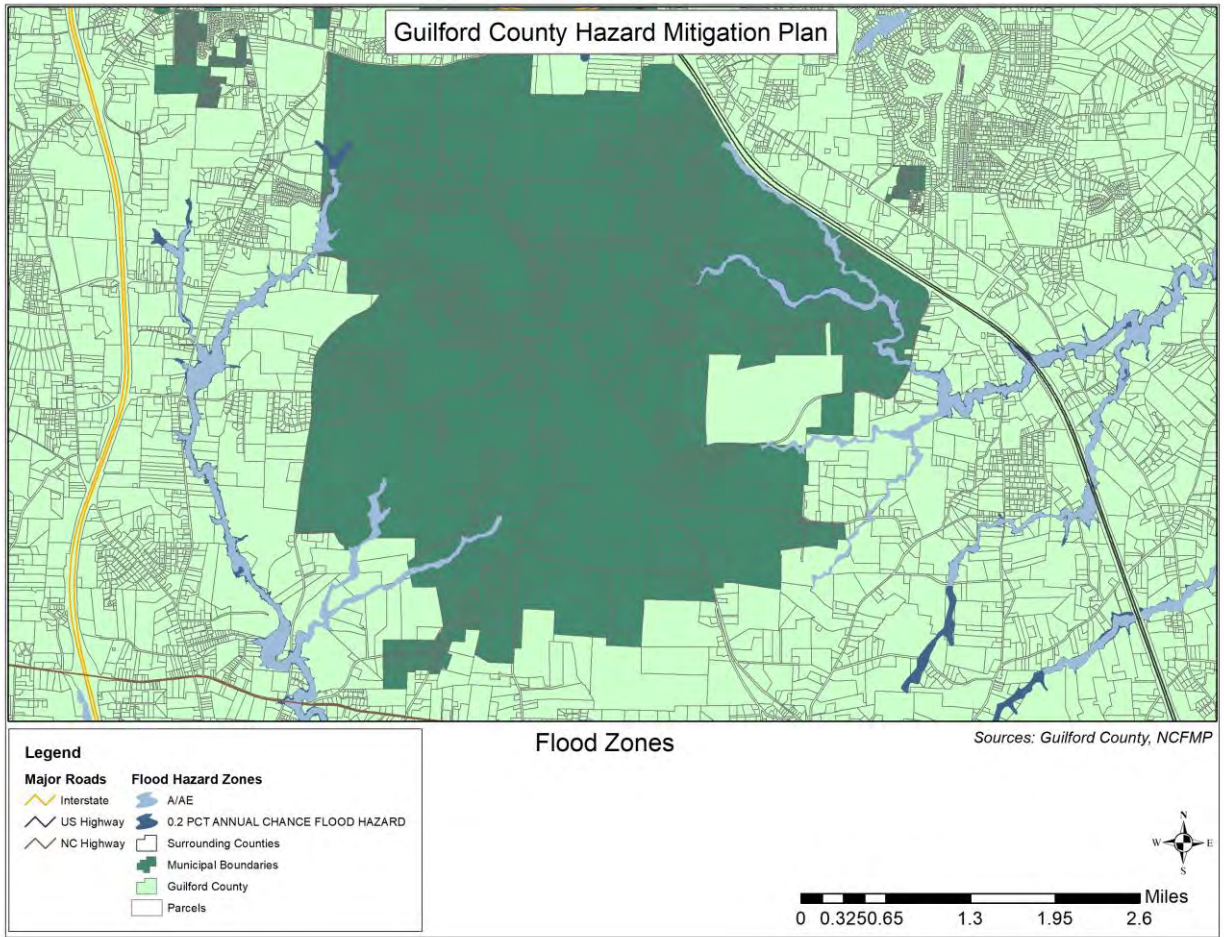 Guilford County Hazard Mitigation Plan
Flood Zones
Sources: Guilford County, NCFMP
Legend
Major Roads
Interstate
US Highway
NC Highway
Flood Hazard Zones
A/AE
0.2 PCT ANNUAL CHANCE FLOOD HAZARD
Surrounding Counties
Municipal Boundaries
Guilford County
Parcels
N
W E
S
Miles
0 0.325 0.65 1.3 1.95 2.6